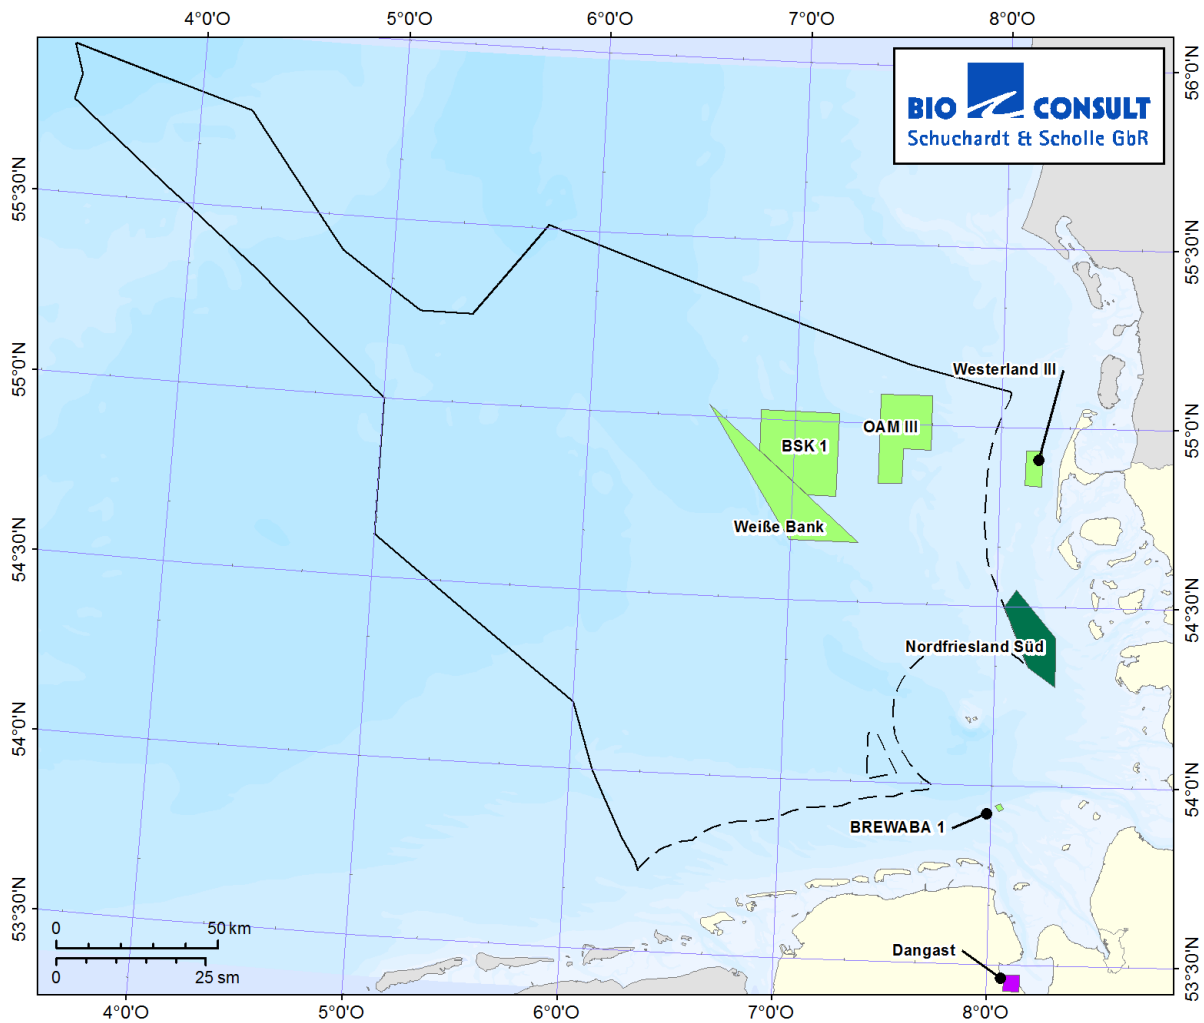 4°0'O 5°0'O 6°0'O 7°0'O 8°0'O
56°0'N
BIO CONSULT
Schuchardt & Scholle GbR
55°30'N
55°30'N
55°0'N
Westerland III
OAM III
55°0'N
BSK 1
Weiße Bank
54°30'N
54°30'N
Nordfriesland Süd
54°0'N
54°0'N
BREWABA 1
53°30'N
0 50 km
0 25 sm
Dangast
53°30'N
4°0'O 5°0'O 6°0'O 7°0'O 8°0'O